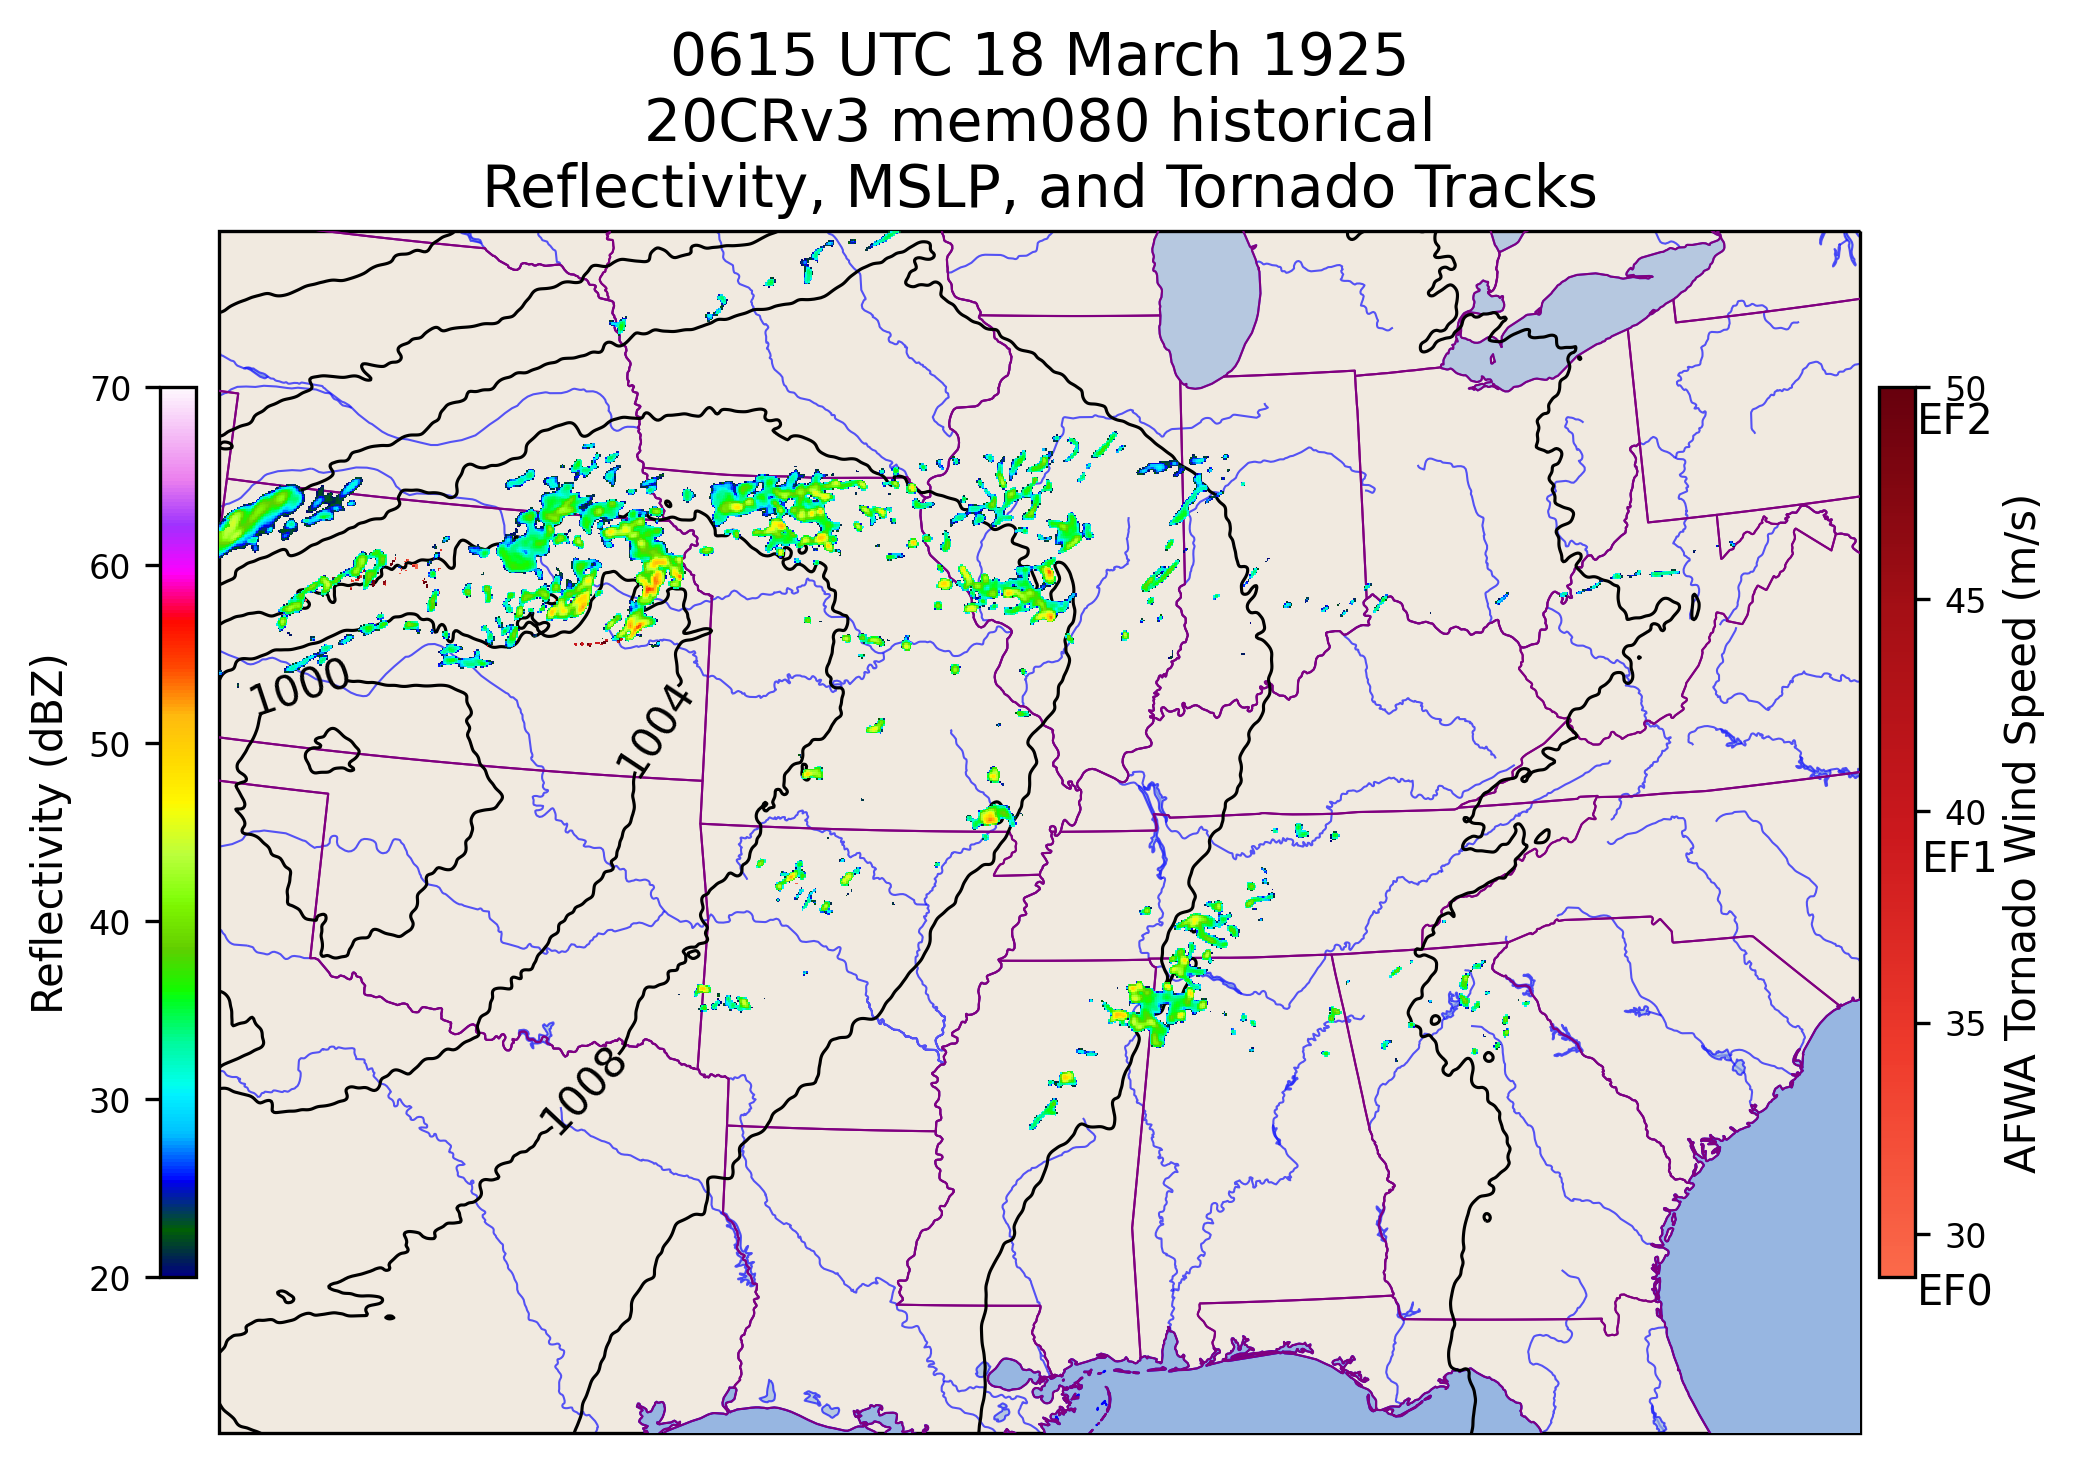 0615 UTC 18 March 1925
20CRv3 mem080 historical
Reflectivity, MSLP, and Tornado Tracks
70
60
50
40
30
20
Reflectivity (dBZ)
1000
1004
1008
50
EF2
45
40
EF1
35
30
EF0
AFWA Tornado Wind Speed (m/s)